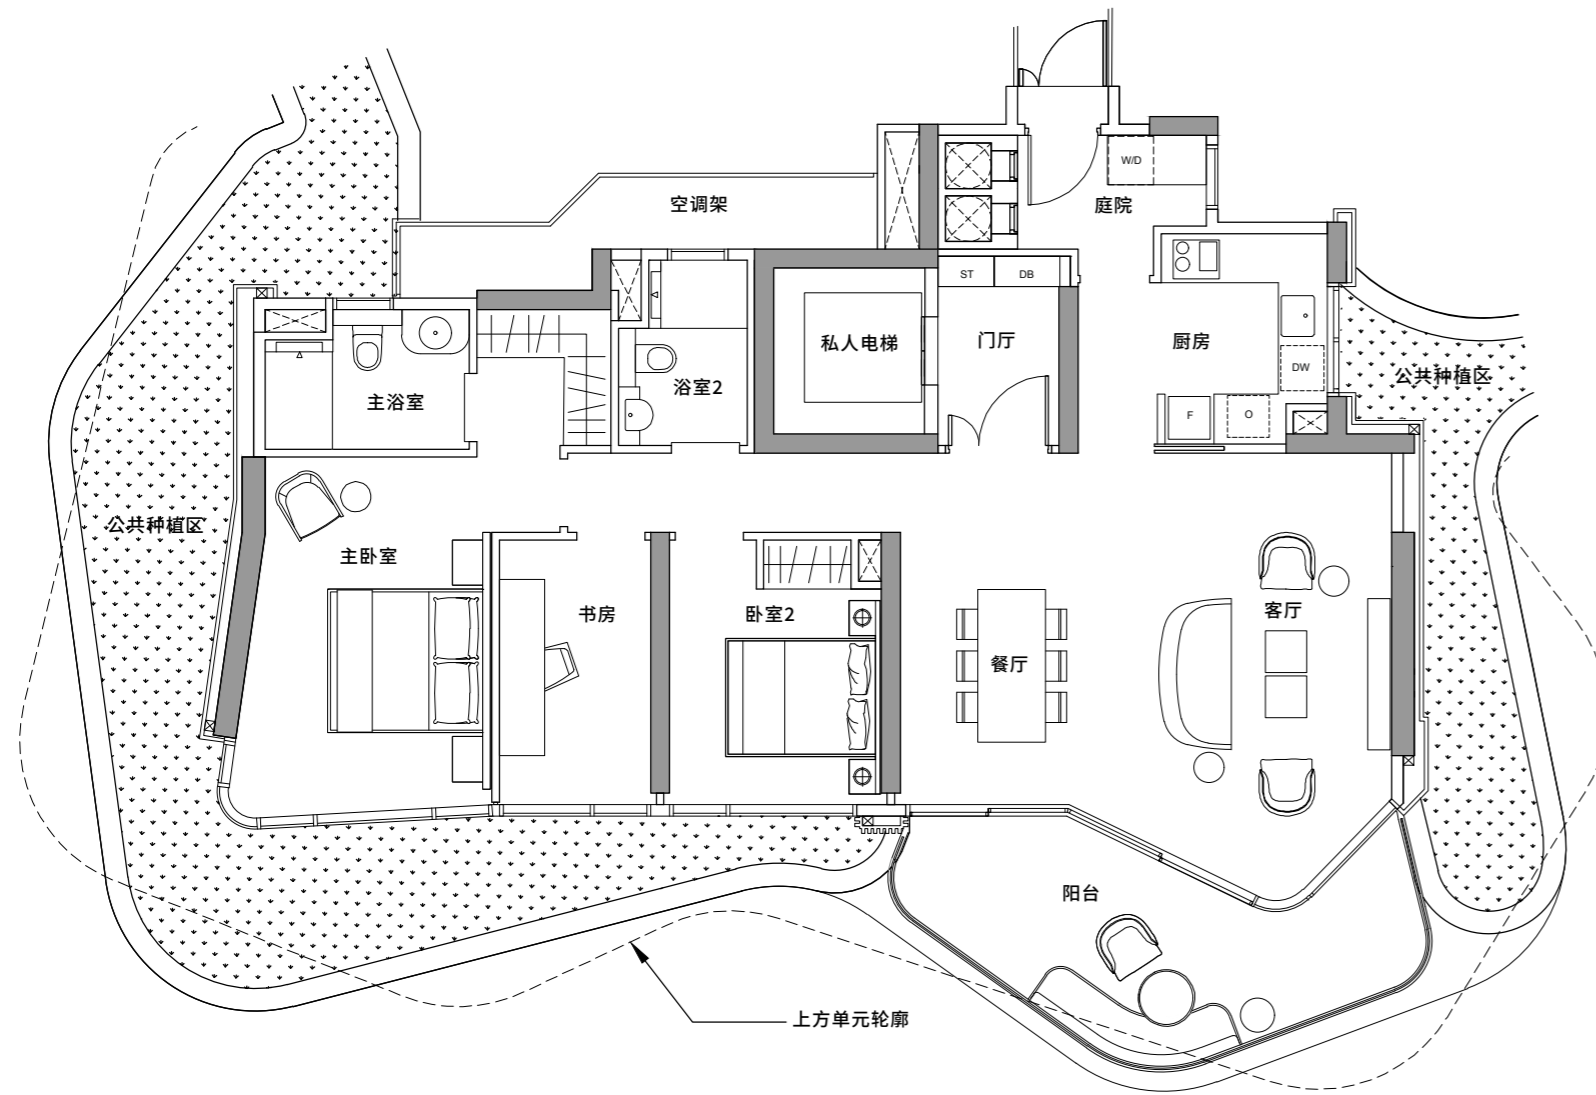 W/D
空调架
庭院
ST
DB
私人电梯
门厅
厨房
DW
公共种植区
浴室2
主浴室
F
O
公共种植区
主卧室
书房
卧室2
客厅
餐厅
阳台
上方单元轮廓